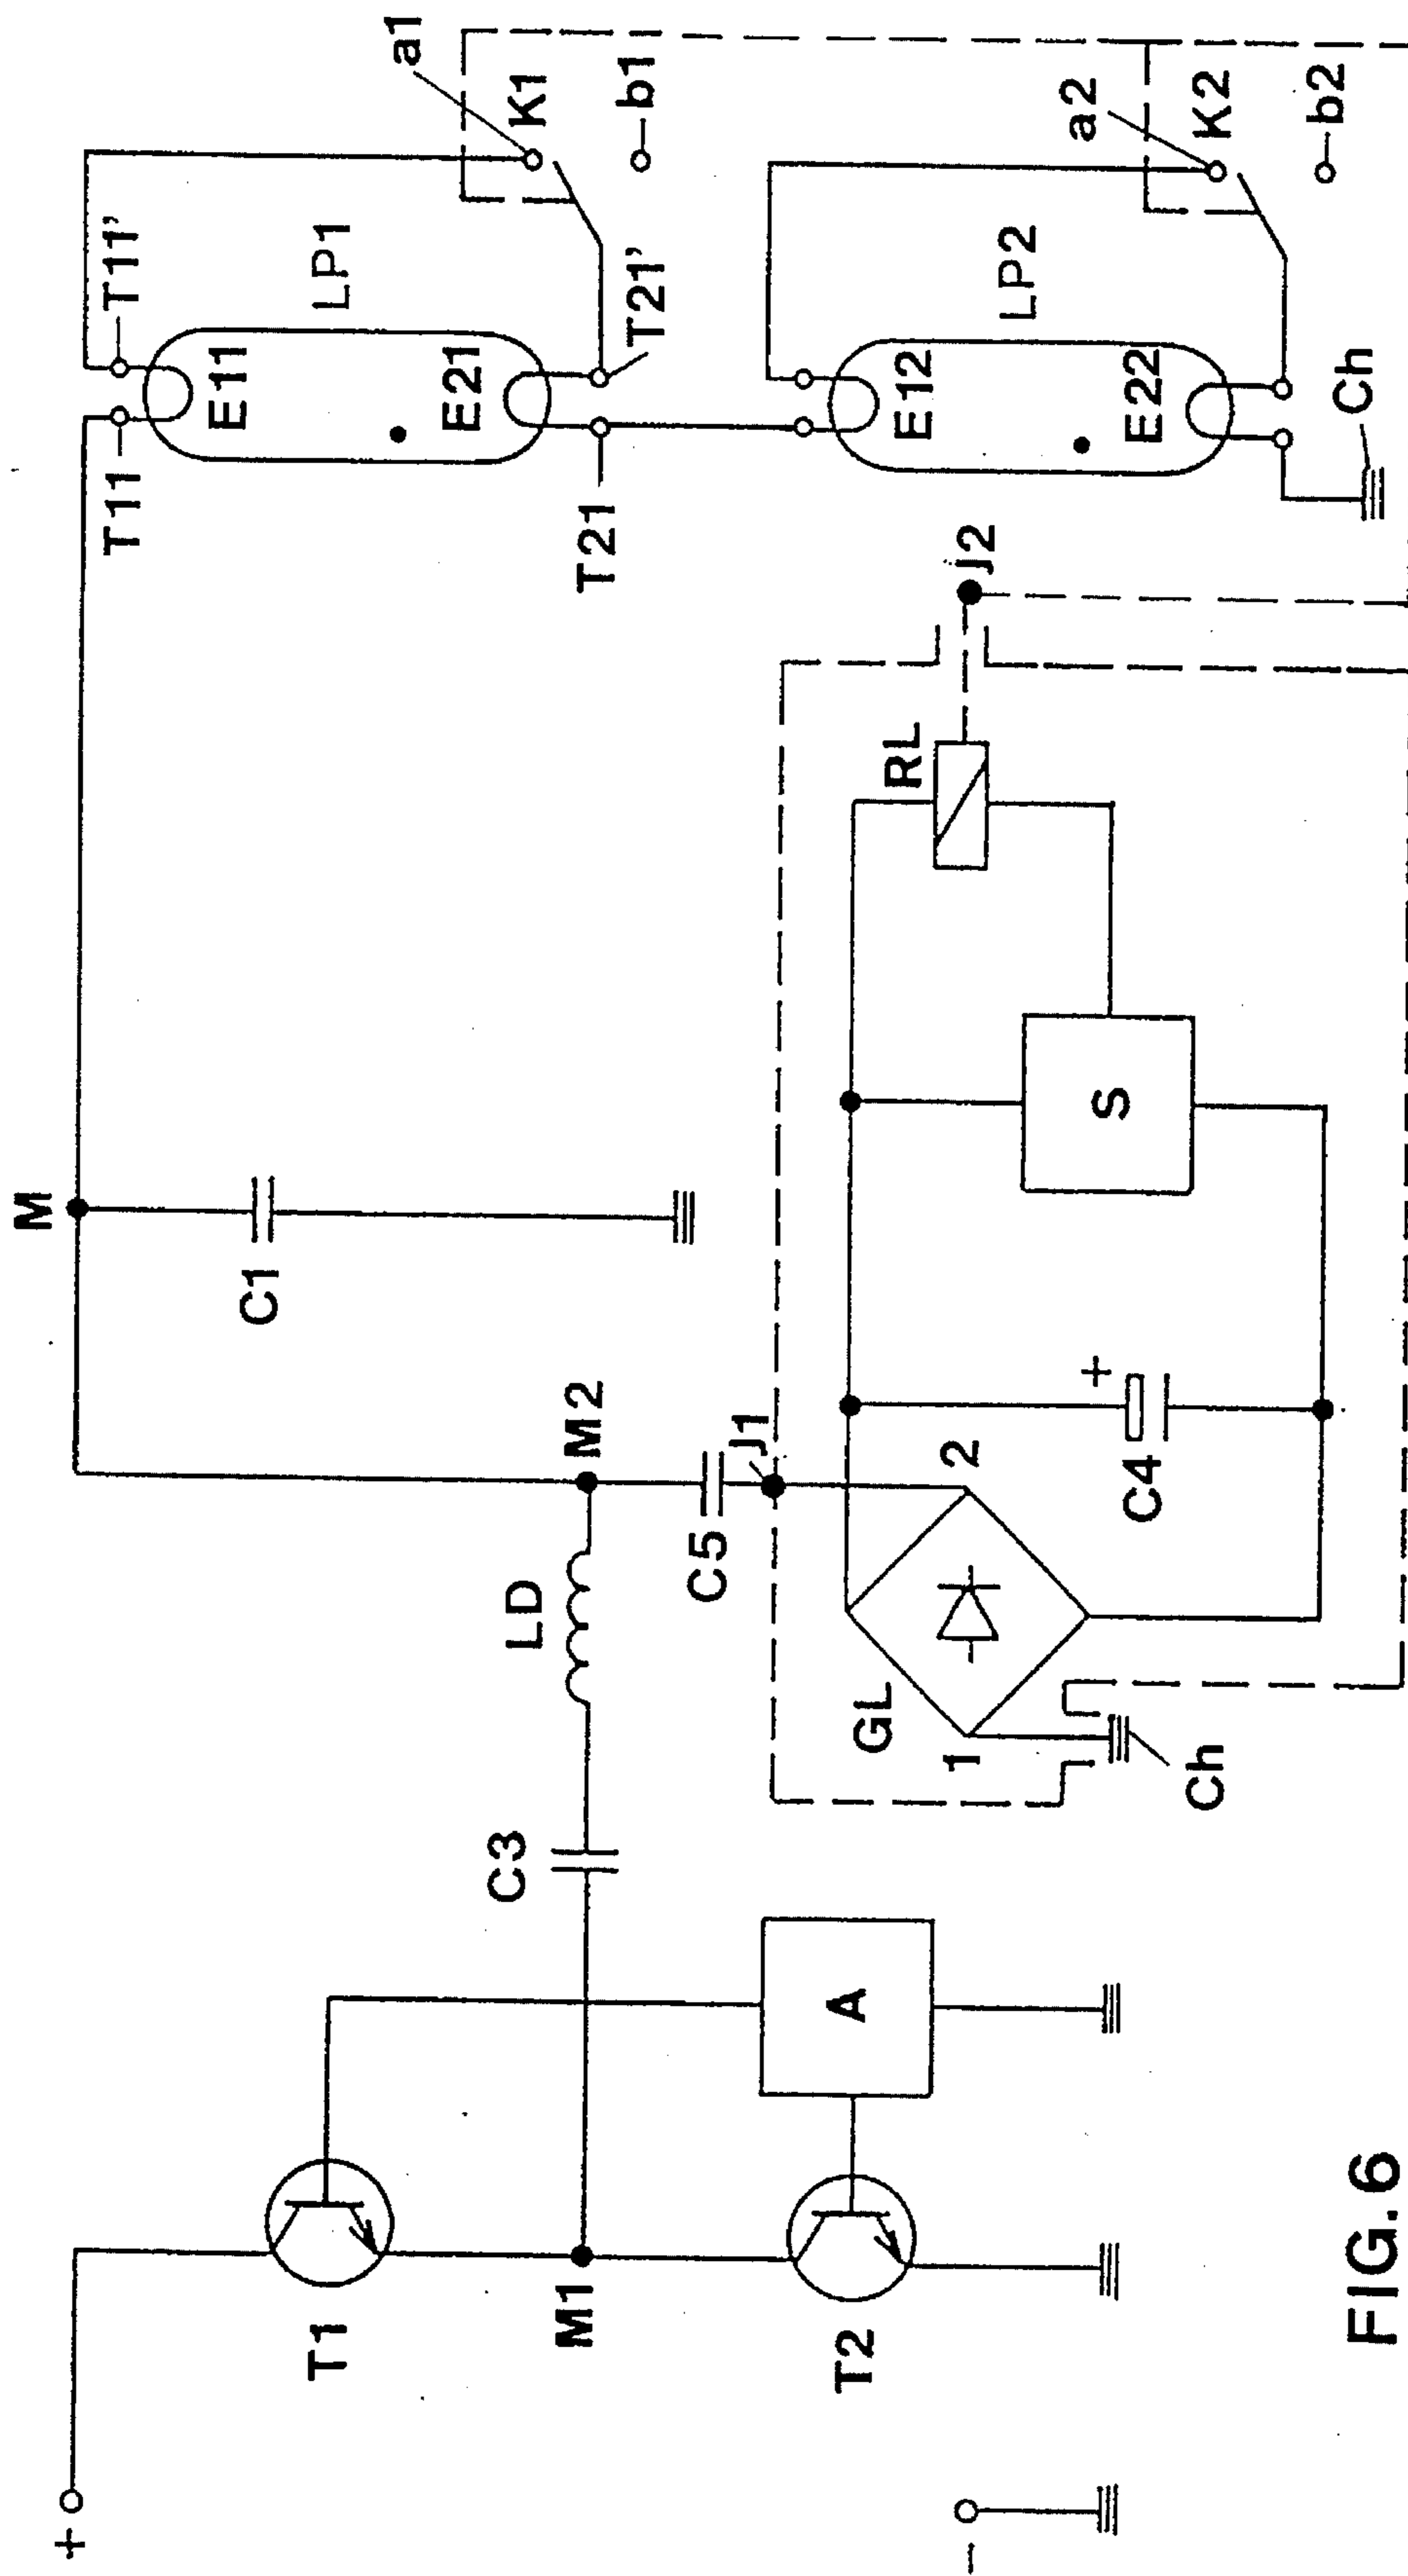 +
T1
M1
T2
-
A
C3
LD
M2
C5
J1
GL
1
2
Ch
C4
+
S
RL
J2
M
C1
T11
T11'
E11
LP1
E21
T21
T21'
a1
K1
b1
E12
LP2
E22
Ch
a2
K2
b2
FIG.6